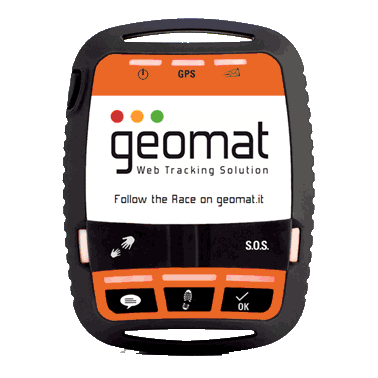 GPS
geomat
Web Tracking Solution
Follow the Race on geomat.it
S.O.S.
OK